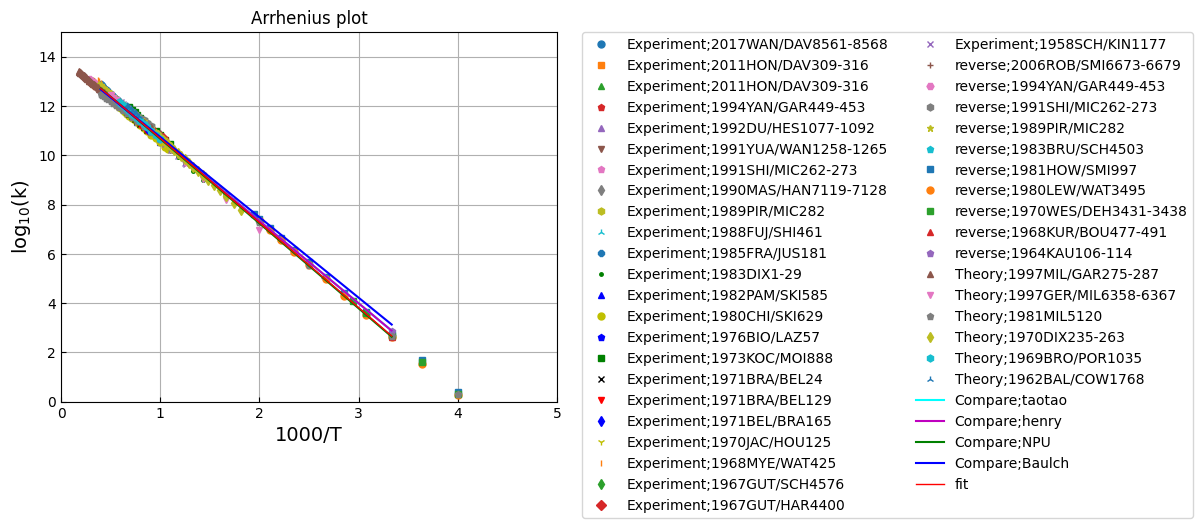 Arrhenius plot
14
12
10
8
6
4
2
0
0 1 2 3 4 5
1000/T
log10(k)
Experiment;2017WAN/DAV8561-8568
Experiment;2011HON/DAV309-316
Experiment;2011HON/DAV309-316
Experiment;1994YAN/GAR449-453
Experiment;1992DU/HES1077-1092
Experiment;1991YUA/WAN1258-1265
Experiment;1991SHI/MIC262-273
Experiment;1990MAS/HAN7119-7128
Experiment;1989PIR/MIC282
Experiment;1988FUJ/SHI461
Experiment;1985FRA/JUS181
Experiment;1983DIX1-29
Experiment;1982PAM/SKI585
Experiment;1980CHI/SKI629
Experiment;1976BIO/LAZ57
Experiment;1973KOC/MOI888
Experiment;1971BRA/BEL24
Experiment;1971BRA/BEL129
Experiment;1971BEL/BRA165
Experiment;1970JAC/HOU125
Experiment;1968MYE/WAT425
Experiment;1967GUT/SCH4576
Experiment;1967GUT/HAR4400
Experiment;1958SCH/KIN1177
reverse;2006ROB/SMI6673-6679
reverse;1994YAN/GAR449-453
reverse;1991SHI/MIC262-273
reverse;1989PIR/MIC282
reverse;1983BRU/SCH4503
reverse;1981HOW/SMI997
reverse;1980LEW/WAT3495
reverse;1970WES/DEH3431-3438
reverse;1968KUR/BOU477-491
reverse;1964KAU106-114
Theory;1997MIL/GAR275-287
Theory;1997GER/MIL6358-6367
Theory;1981MIL5120
Theory;1970DIX235-263
Theory;1969BRO/POR1035
Theory;1962BAL/COW1768
Compare;taotao
Compare;henry
Compare;NPU
Compare;Baulch
fit